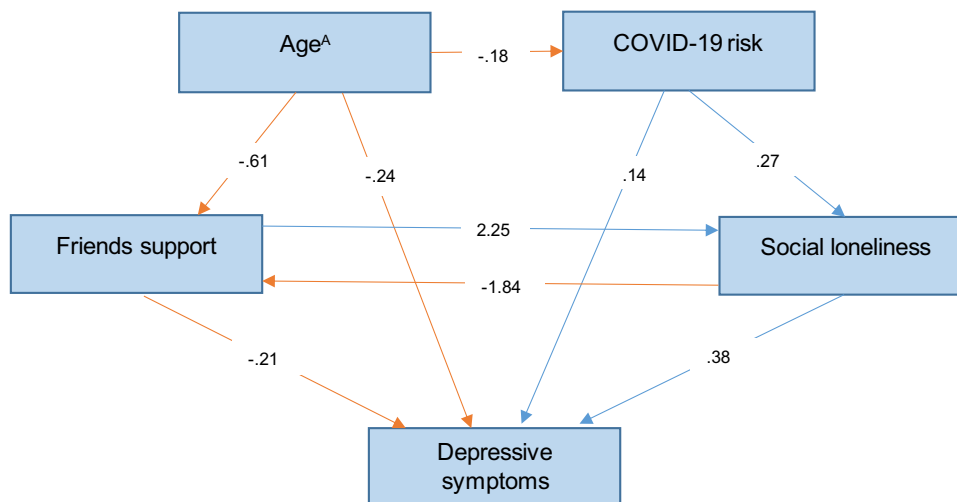 Age^A
COVID-19 risk
-.18
-.61
-.24
.14
.27
Friends support
2.25
Social loneliness
-1.84
-.21
.38
Depressive
symptoms